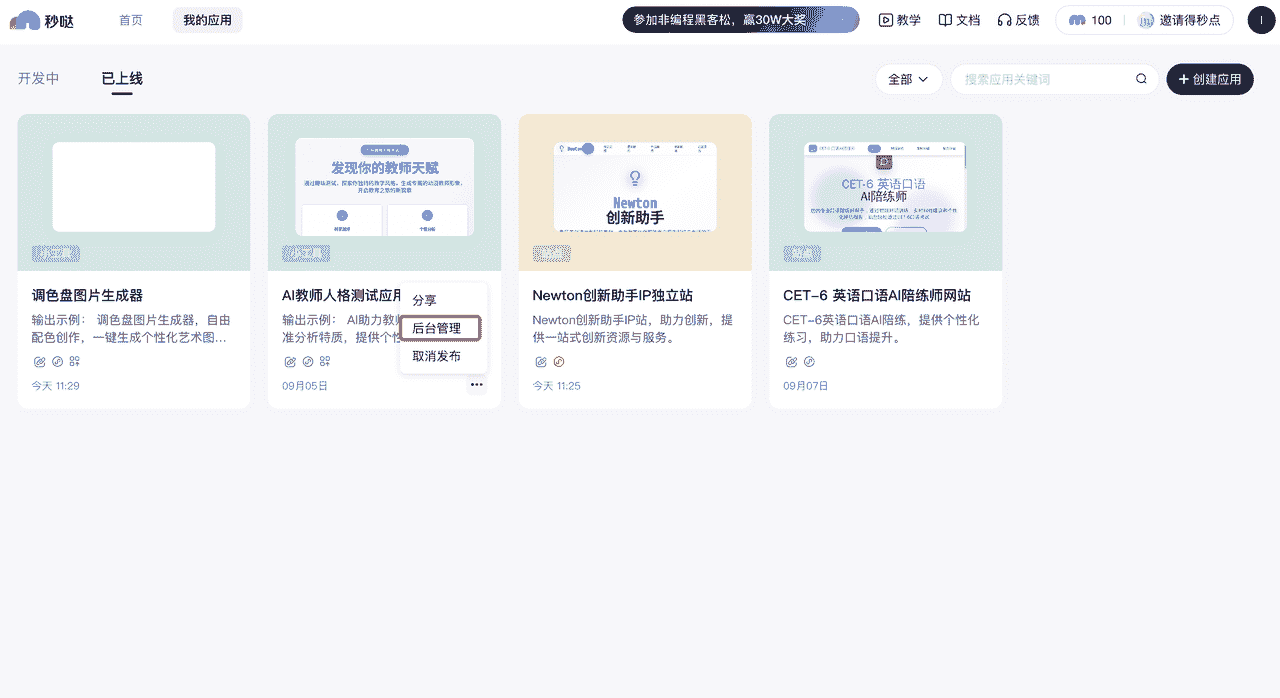 秒哒
首页
我的应用
参加非编程黑客松，赢30W大奖
教学
文档
反馈
100
邀请得秒点
I
开发中
已上线
全部
搜索应用关键词
创建应用
发现你的教师天赋
Newton
创新助手
CET-6 英语口语
AI陪练师
调色盘图片生成器
输出示例： 调色盘图片生成器，自由
配色创作，一键生成个性化艺术图...
今天 11:29
AI教师人格测试应用
输出示例： AI助力教
准分析特质，提供个性
09月05日
分享
后台管理
取消发布
Newton创新助手IP独立站
Newton创新助手IP站，助力创新，提
供一站式创新资源与服务。
今天 11:25
CET-6 英语口语AI陪练师网站
CET-6英语口语AI陪练，提供个性化
练习，助力口语提升。
09月07日